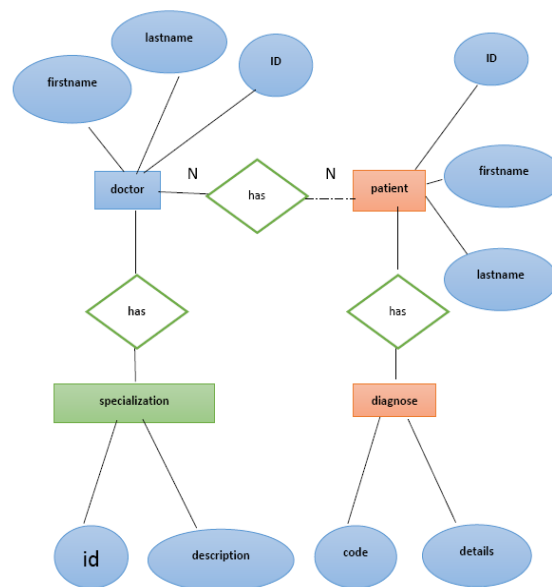 lastname
ID
ID
firstname
N
N
firstname
doctor
has
patient
lastname
has
has
specialization
diagnose
id
description
code
details